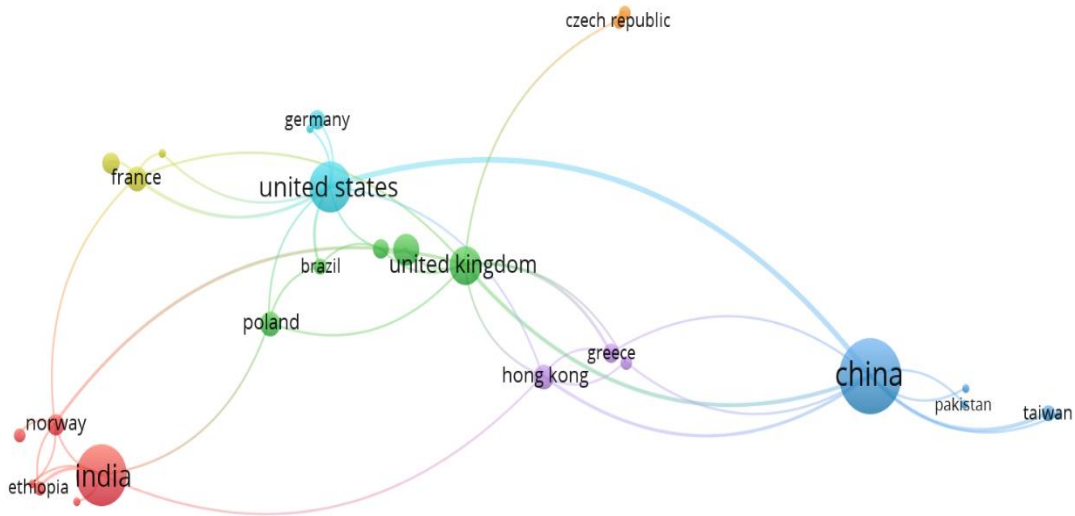 czech republic
germany
france
united states
brazil
united kingdom
poland
greece
hong kong
china
pakistan
taiwan
norway
india
ethiopia